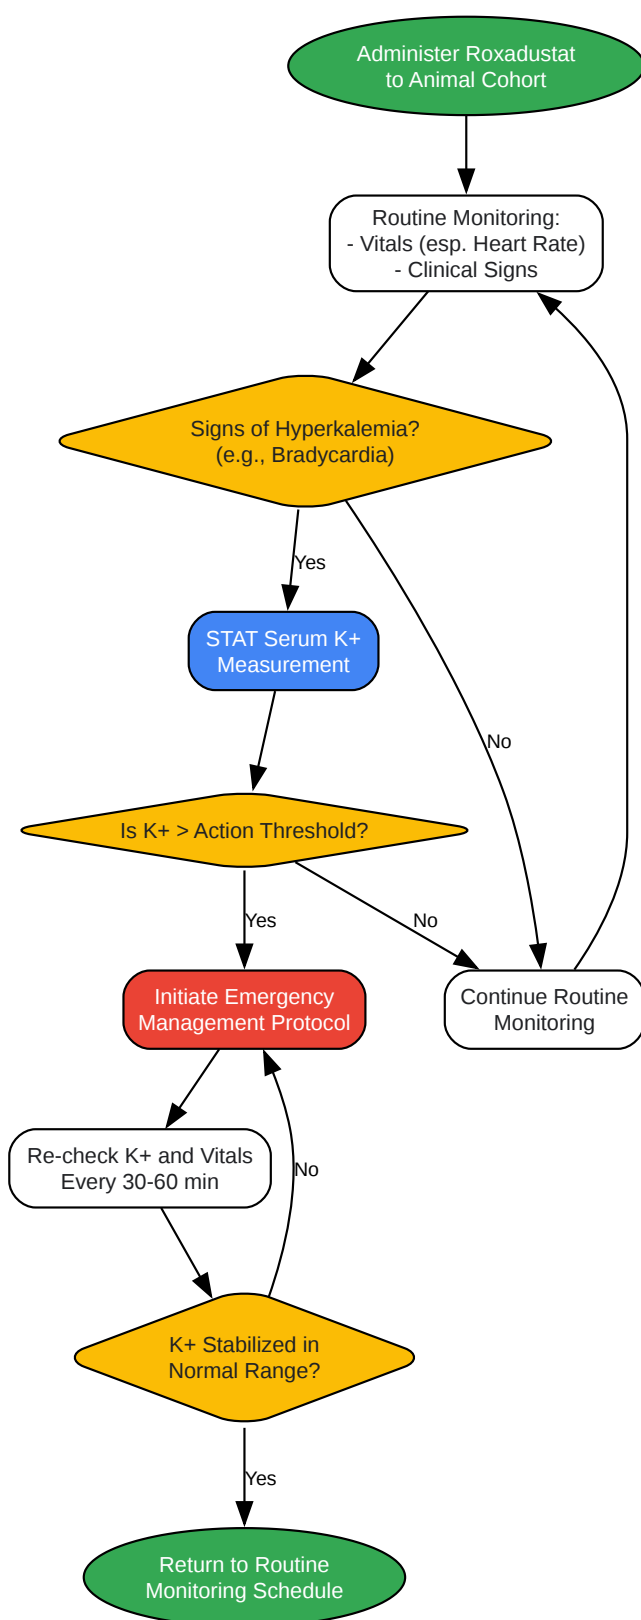 Administer Roxadustat
to Animal Cohort
Routine Monitoring:
- Vitals (esp. Heart Rate)
- Clinical Signs
Signs of Hyperkalemia?
(e.g., Bradycardia)
Yes
STAT Serum K+
Measurement
No
Is K+ > Action Threshold?
Yes
No
Initiate Emergency
Management Protocol
Continue Routine
Monitoring
Re-check K+ and Vitals
Every 30-60 min
No
K+ Stabilized in
Normal Range?
Yes
Return to Routine
Monitoring Schedule